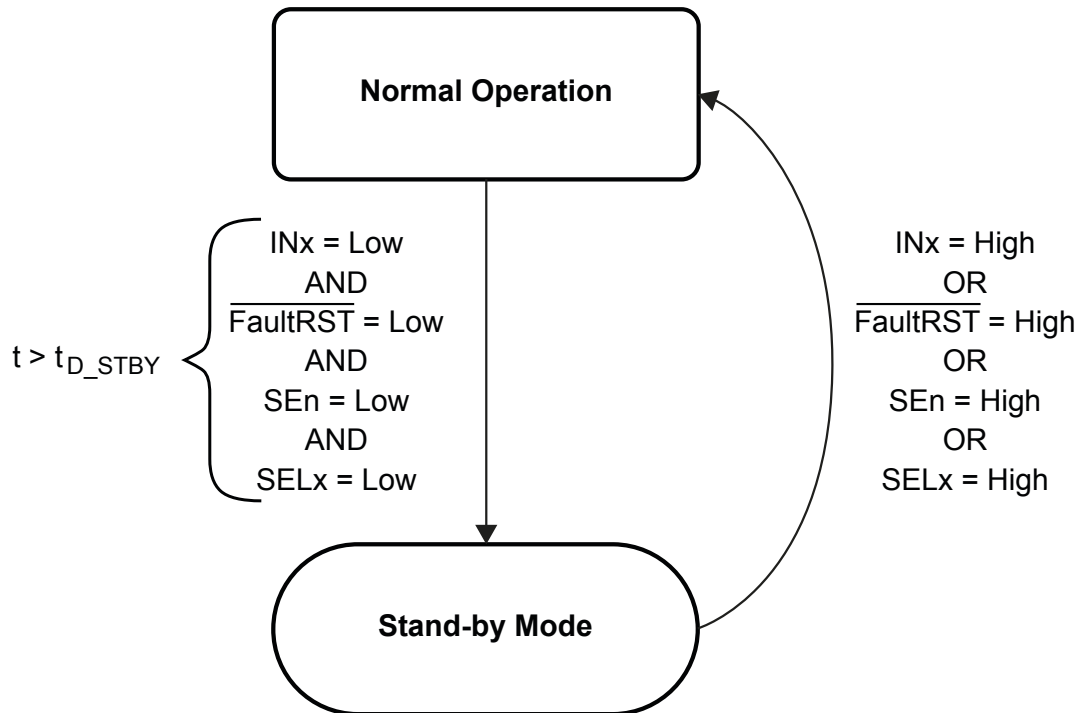 Normal Operation
t > tD_STBY
INx = Low
AND
FaultRST = Low
AND
SEn = Low
AND
SELx = Low
INx = High
OR
FaultRST = High
OR
SEn = High
OR
SELx = High
Stand-by Mode